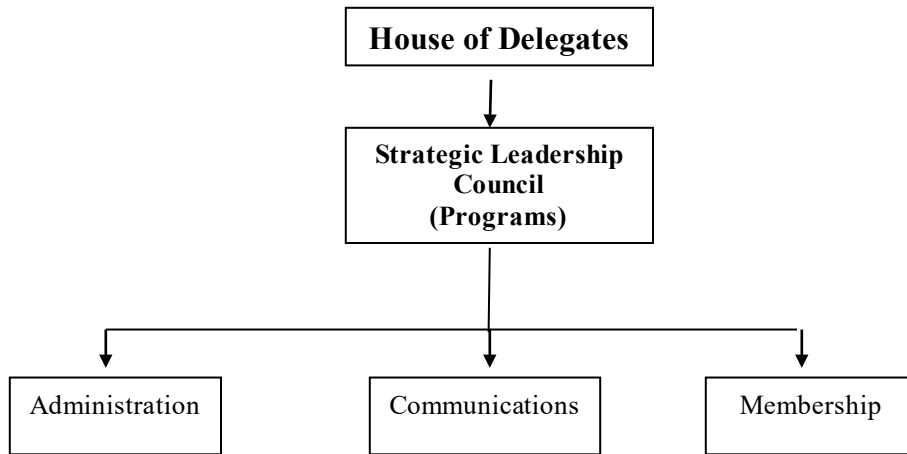 House of Delegates
Strategic Leadership
Council
(Programs)
Administration
Communications
Membership